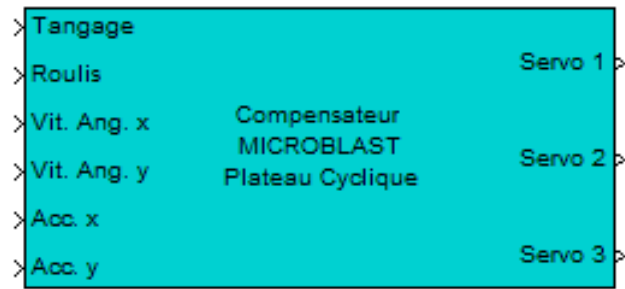 Tangage
Roulis
Vit. Ang. x
Vit. Ang. y
Acc. x
Acc. y
Compensateur
MICROBLAST
Plateau Cyclique
Servo 1
Servo 2
Servo 3